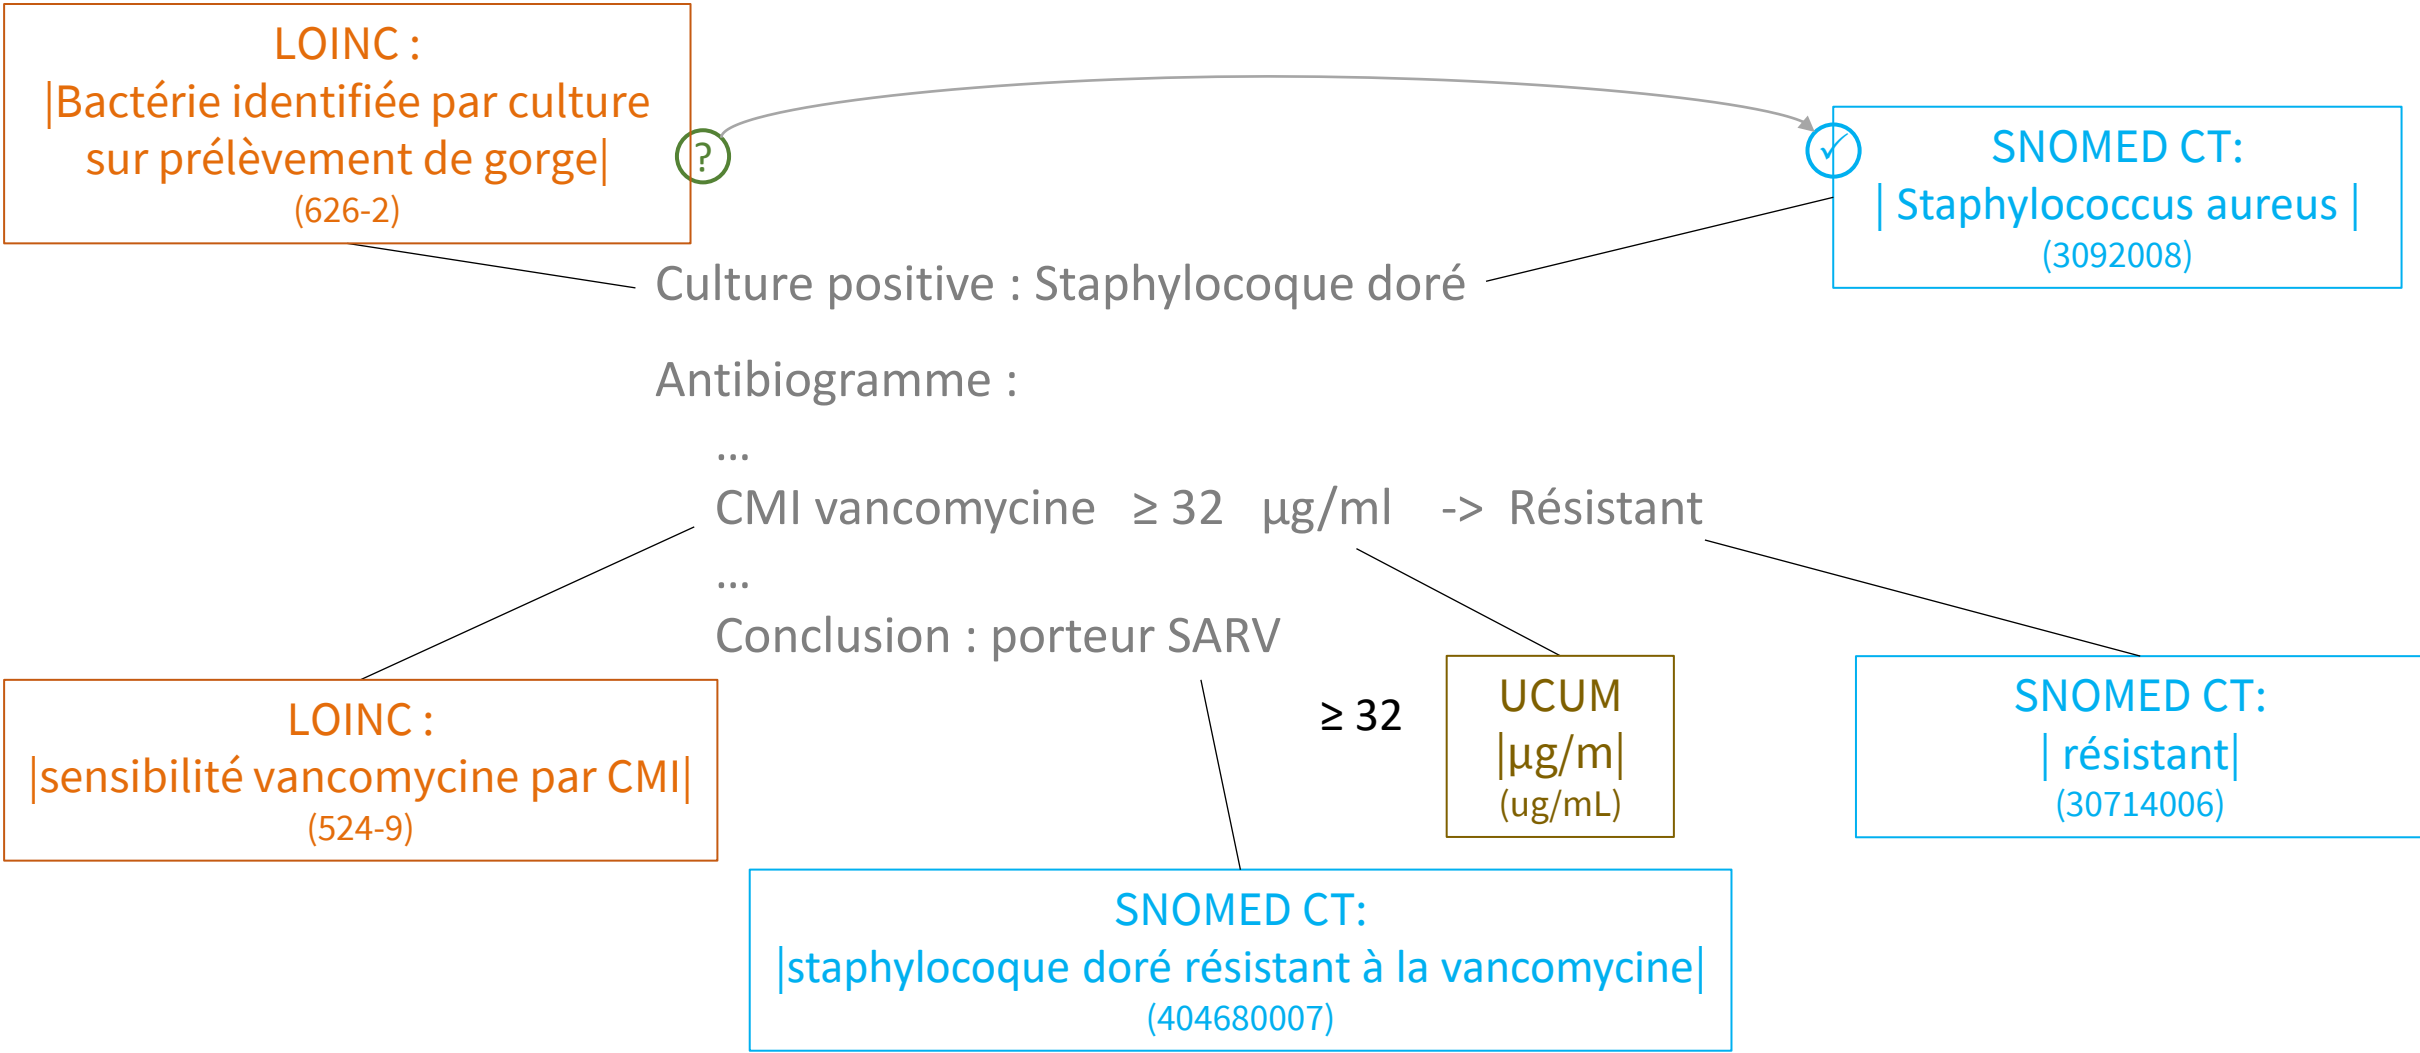 LOINC :
|Bactérie identifiée par culture
sur prélèvement de gorge|
(626-2)
?
✓
SNOMED CT:
| Staphylococcus aureus |
(3092008)
Culture positive : Staphylocoque doré
Antibiogramme :
...
CMI vancomycine ≥ 32 µg/ml -> Résistant
...
Conclusion : porteur SARV
LOINC :
|sensibilité vancomycine par CMI|
(524-9)
≥ 32
UCUM
|µg/m|
(ug/mL)
SNOMED CT:
| résistant|
(30714006)
SNOMED CT:
|staphylocoque doré résistant à la vancomycine|
(404680007)